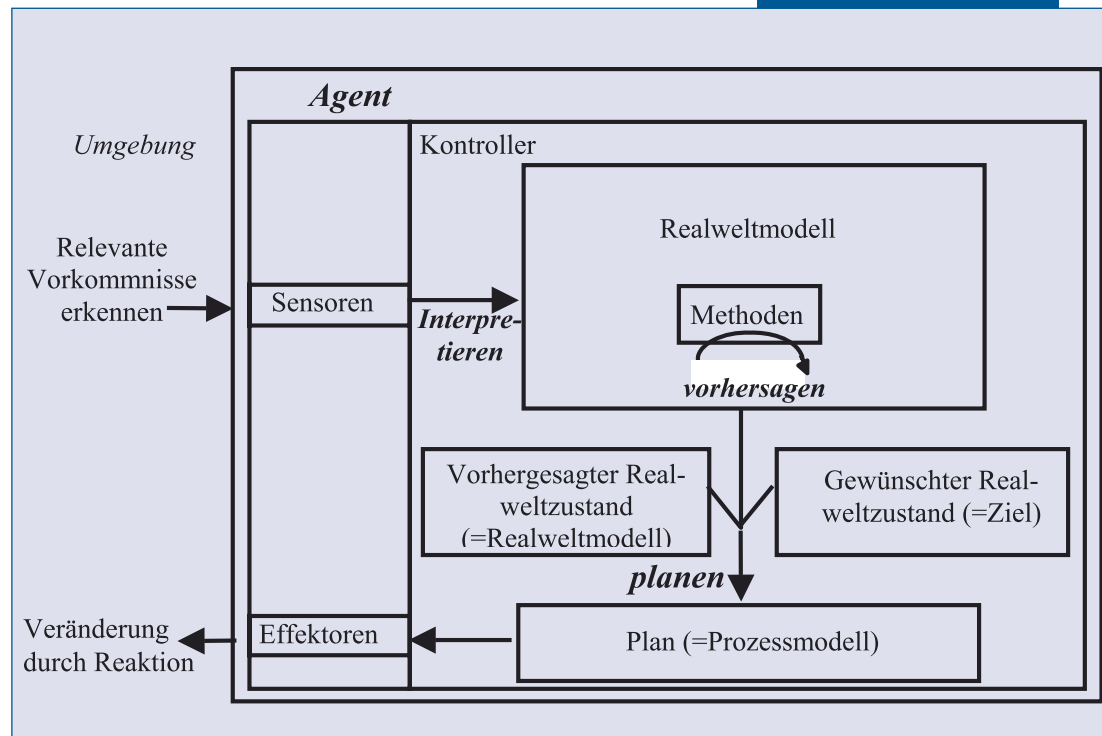 Agent
Umgebung
Kontroller
Realweltmodell
Relevante
Vorkommnisse
erkennen
Sensoren
Interpre-
tieren
Methoden
vorhersagen
Vorhergesagter Real-
weltzustand
(=Realweltmodell)
Gewünschter Real-
weltzustand (=Ziel)
planen
Veränderung
durch Reaktion
Effektoren
Plan (=Prozessmodell)